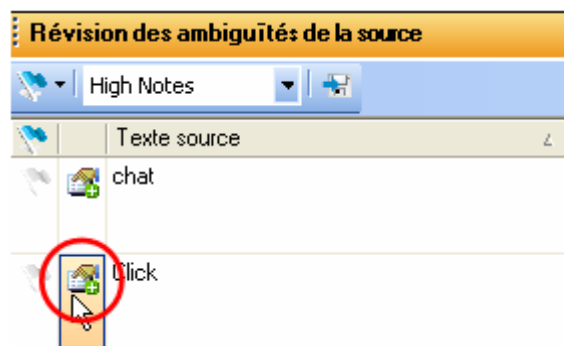 Révision des ambiguïtés de la source
High Notes
Texte source
chat
Click